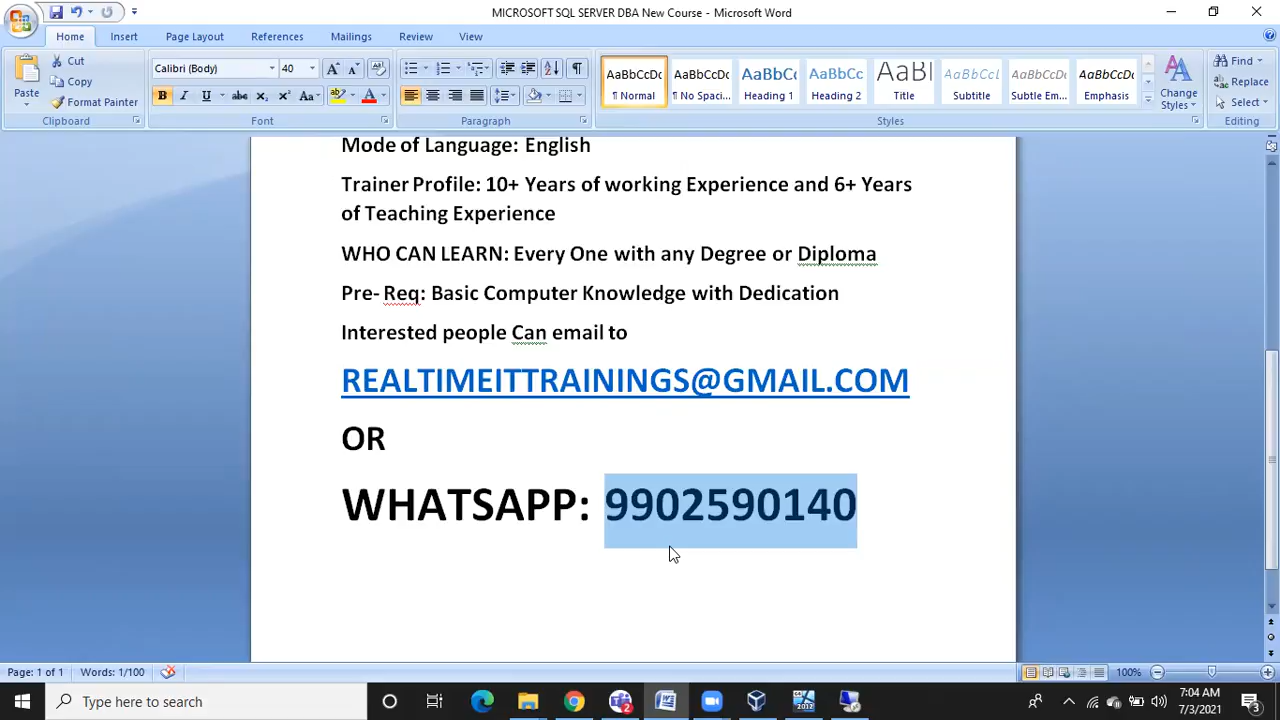 MICROSOFT SQL SERVER DBA New Course - Microsoft Word
Home Insert Page Layout References Mailings Review View
Paste
Cut
Copy
Format Painter
Clipboard
Calibri (Body) 40
Font
Paragraph
AaBbCcDc AaBbCcDc AaBbCc AaBbCc AaBl AaBbCcL AaBbCcDc AaBbCcDc
¶ Normal ¶ No Spaci... Heading 1 Heading 2 Title Subtitle Subtle Em... Emphasis
Change Styles
Styles
Find
Replace
Select
Editing
Mode of Language: English
Trainer Profile: 10+ Years of working Experience and 6+ Years
of Teaching Experience
WHO CAN LEARN: Every One with any Degree or Diploma
Pre- Req: Basic Computer Knowledge with Dedication
Interested people Can email to
REALTIMEITTRAININGS@GMAIL.COM
OR
WHATSAPP: 9902590140
Page: 1 of 1 Words: 1/100 100%
Type here to search
7:04 AM
7/3/2021